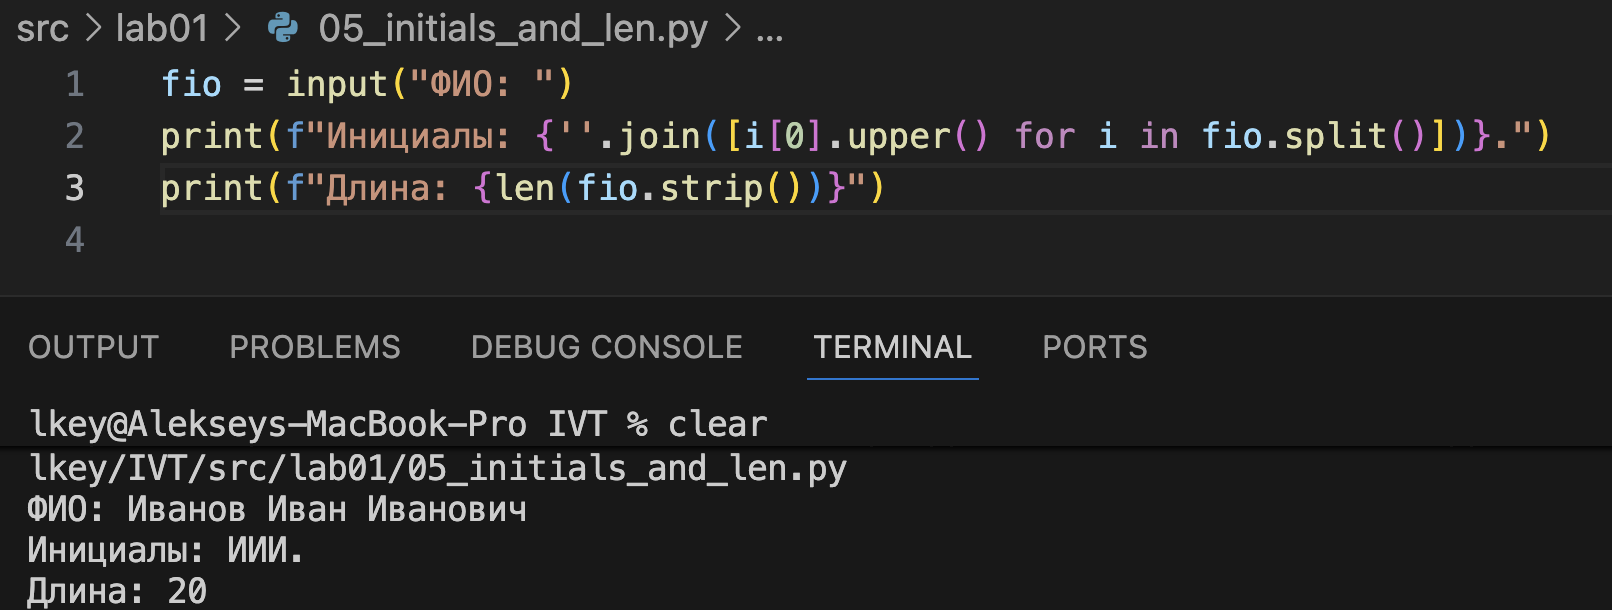 src > lab01 > 05_initials_and_len.py > ...
1 fio = input("ФИО: ")
2 print(f"Инициалы: {''.join([i[0].upper() for i in fio.split()])}.")
3 print(f"Длина: {len(fio.strip())}")
4
OUTPUT PROBLEMS DEBUG CONSOLE TERMINAL PORTS
lkey@Alekseys-MacBook-Pro IVT % clear
lkey/IVT/src/lab01/05_initials_and_len.py
ФИО: Иванов Иван Иванович
Инициалы: ИИИ.
Длина: 20